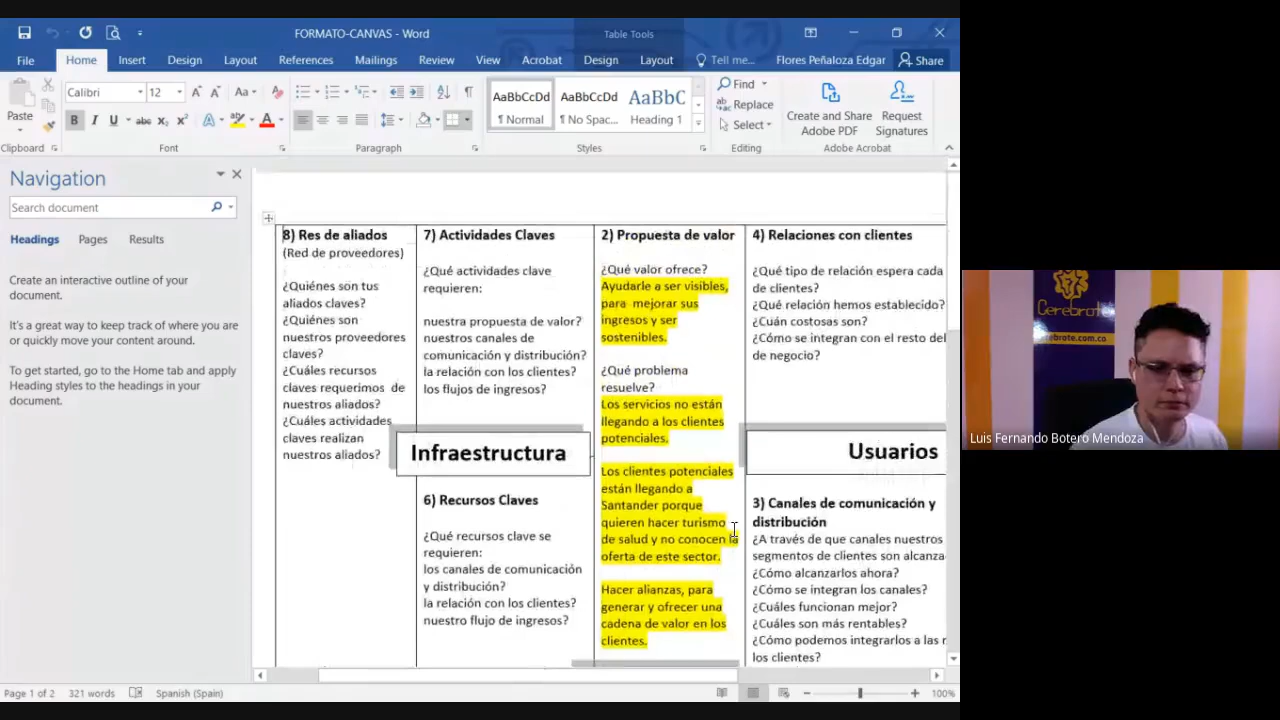 FORMATO-CANVAS - Word
Table Tools
File
Home
Insert
Design
Layout
References
Mailings
Review
View
Acrobat
Design
Layout
Tell me...
Flores Peñaloza Edgar
Share
Paste
Calibri
12
AaBbCcDd
AaBbCcDd
AaBbC
¶ Normal
¶ No Spac...
Heading 1
Find
Replace
Select
Create and Share
Adobe PDF
Request
Signatures
Clipboard
Font
Paragraph
Styles
Editing
Adobe Acrobat
Navigation
Search document
Headings
Pages
Results
Create an interactive outline of your
document.
It's a great way to keep track of where you are
or quickly move your content around.
To get started, go to the Home tab and apply
Heading styles to the headings in your
document.
8) Res de aliados
(Red de proveedores)
¿Quiénes son tus
aliados claves?
¿Quiénes son
nuestros proveedores
claves?
¿Cuáles recursos
claves requerimos de
nuestros aliados?
¿Cuáles actividades
claves realizan
nuestros aliados?
7) Actividades Claves
¿Qué actividades clave
requieren:
nuestra propuesta de valor?
nuestros canales de
comunicación y distribución?
la relación con los clientes?
los flujos de ingresos?
Infraestructura
6) Recursos Claves
¿Qué recursos clave se
requieren:
los canales de comunicación
y distribución?
la relación con los clientes?
nuestro flujo de ingresos?
2) Propuesta de valor
¿Qué valor ofrece?
Ayudarle a ser visibles,
para mejorar sus
ingresos y ser
sostenibles.
¿Qué problema
resuelve?
Los servicios no están
llegando a los clientes
potenciales.
Los clientes potenciales
están llegando a
Santander porque
quieren hacer turismo
de salud y no conocen la
oferta de este sector.
Hacer alianzas, para
generar y ofrecer una
cadena de valor en los
clientes.
4) Relaciones con clientes
¿Qué tipo de relación espera cada
de clientes?
¿Qué relación hemos establecido?
¿Cuán costosas son?
¿Cómo se integran con el resto del
de negocio?
Usuarios
3) Canales de comunicación y
distribución
¿A través de que canales nuestros
segmentos de clientes son alcanza
¿Cómo alcanzarlos ahora?
¿Cómo se integran los canales?
¿Cuáles funcionan mejor?
¿Cuáles son más rentables?
¿Cómo podemos integrarlos a las r
los clientes?
Page 1 of 2
321 words
Spanish (Spain)
100%
Cerebrote
cerebrote.com.co
Luis Fernando Botero Mendoza